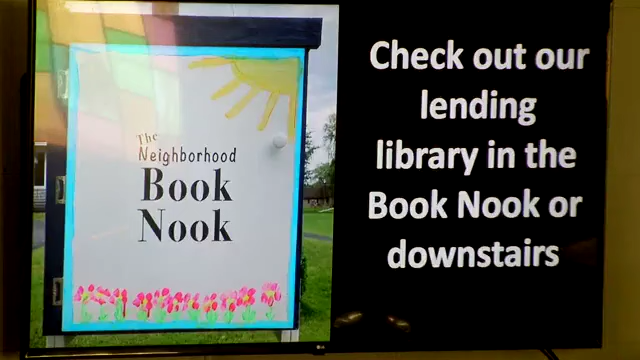 The
Neighborhood
Book
Nook
Check out our
lending
library in the
Book Nook or
downstairs